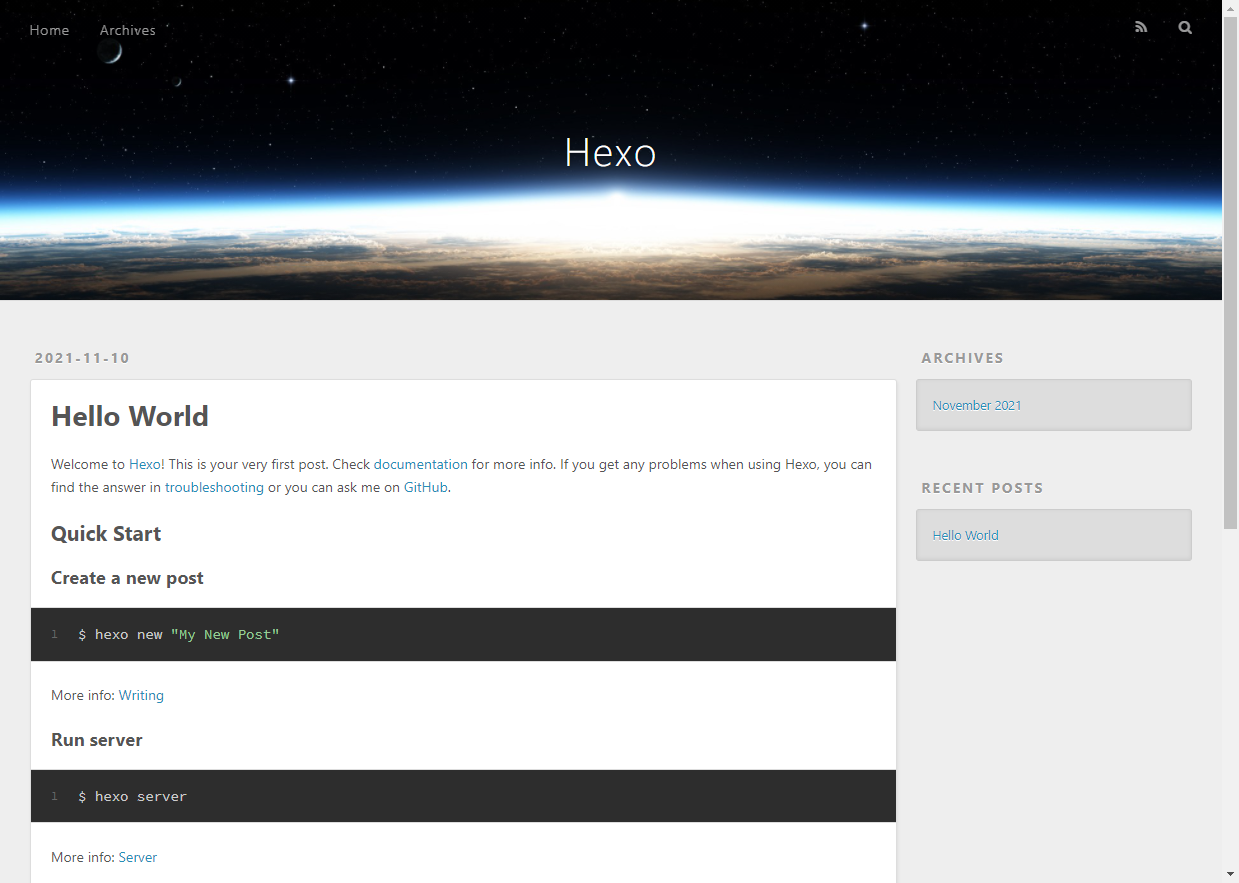 Home Archives
Hexo
2021-11-10
Hello World
Welcome to Hexo! This is your very first post. Check documentation for more info. If you get any problems when using Hexo, you can
find the answer in troubleshooting or you can ask me on GitHub.
Quick Start
Create a new post
1 $ hexo new "My New Post"
More info: Writing
Run server
1 $ hexo server
More info: Server
ARCHIVES
November 2021
RECENT POSTS
Hello World